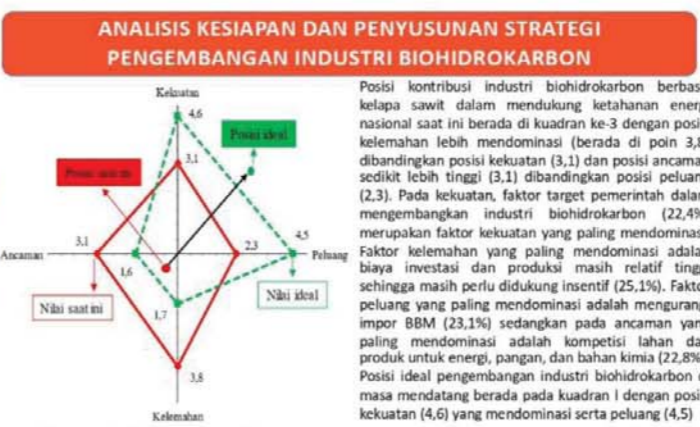 ANALISIS KESIAPAN DAN PENYUSUNAN STRATEGI
PENGEMBANGAN INDUSTRI BIOHIDROKARBON
Kekuatan
4,6
Posisi ideal
3,1
Posisi saat ini
3,1
2,3
4,5
Ancaman
Peluang
1,6
Nilai saat ini
1,7
Nilai ideal
3,8
Kelemahan
Posisi kontribusi industri biohidrokarbon berbas
kelapa sawit dalam mendukung ketahanan ener
nasional saat ini berada di kuadran ke-3 dengan posi
kelemahan lebih mendominasi (berada di poin 3,8
dibandingkan posisi kekuatan (3,1) dan posisi ancama
sedikit lebih tinggi (3,1) dibandingkan posisi peluan
(2,3). Pada kekuatan, faktor target pemerintah dalar
mengembangkan industri biohidrokarbon (22,4%
merupakan faktor kekuatan yang paling mendominas
Faktor kelemahan yang paling mendominasi adala
biaya investasi dan produksi masih relatif ting
sehingga masih perlu didukung insentif (25,1%). Fakto
peluang yang paling mendominasi adalah menguran
impor BBM (23,1%) sedangkan pada ancaman yan
paling mendominasi adalah kompetisi lahan da
produk untuk energi, pangan, dan bahan kimia (22,8%
Posisi ideal pengembangan industri biohidrokarbon
masa mendatang berada pada kuadran I dengan posi
kekuatan (4,6) yang mendominasi serta peluang (4,5)